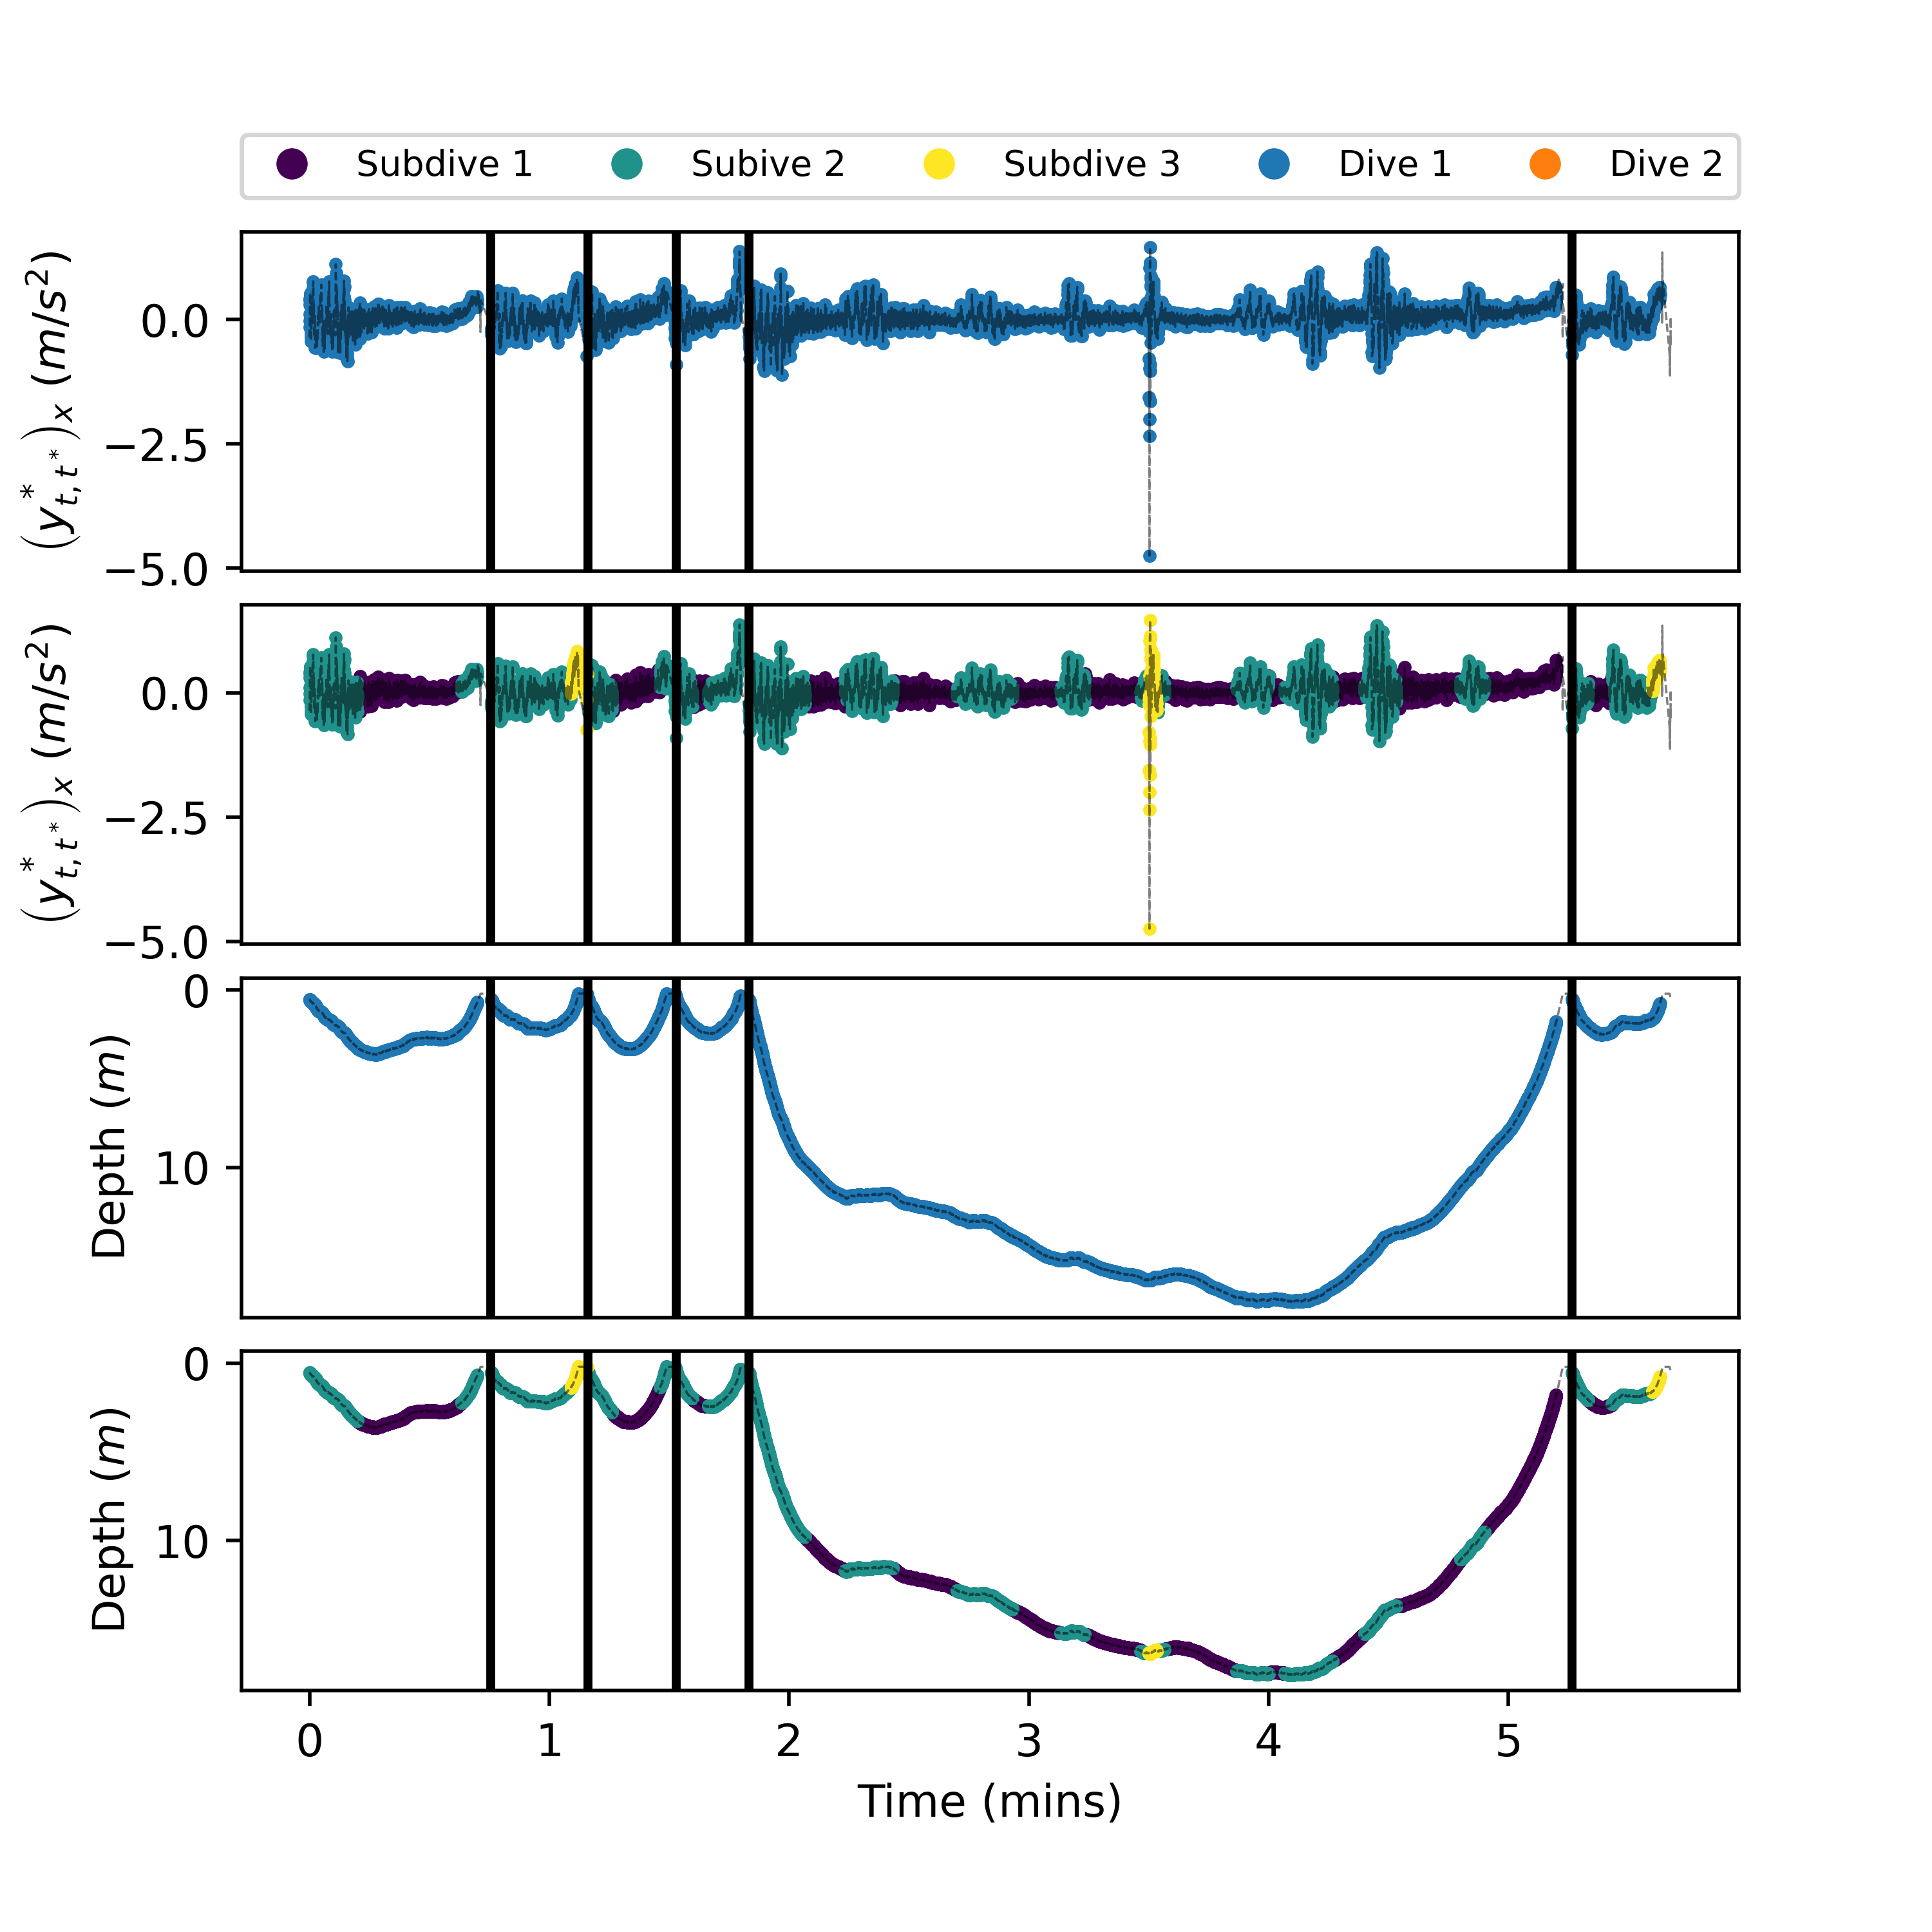 Subdive 1 Subive 2 Subdive 3 Dive 1 Dive 2
(y*_{t,t*})_x (m/s²)
0.0
−2.5
−5.0
(y*_{t,t*})_x (m/s²)
0.0
−2.5
−5.0
Depth (m)
0
10
Depth (m)
0
10
0 1 2 3 4 5
Time (mins)